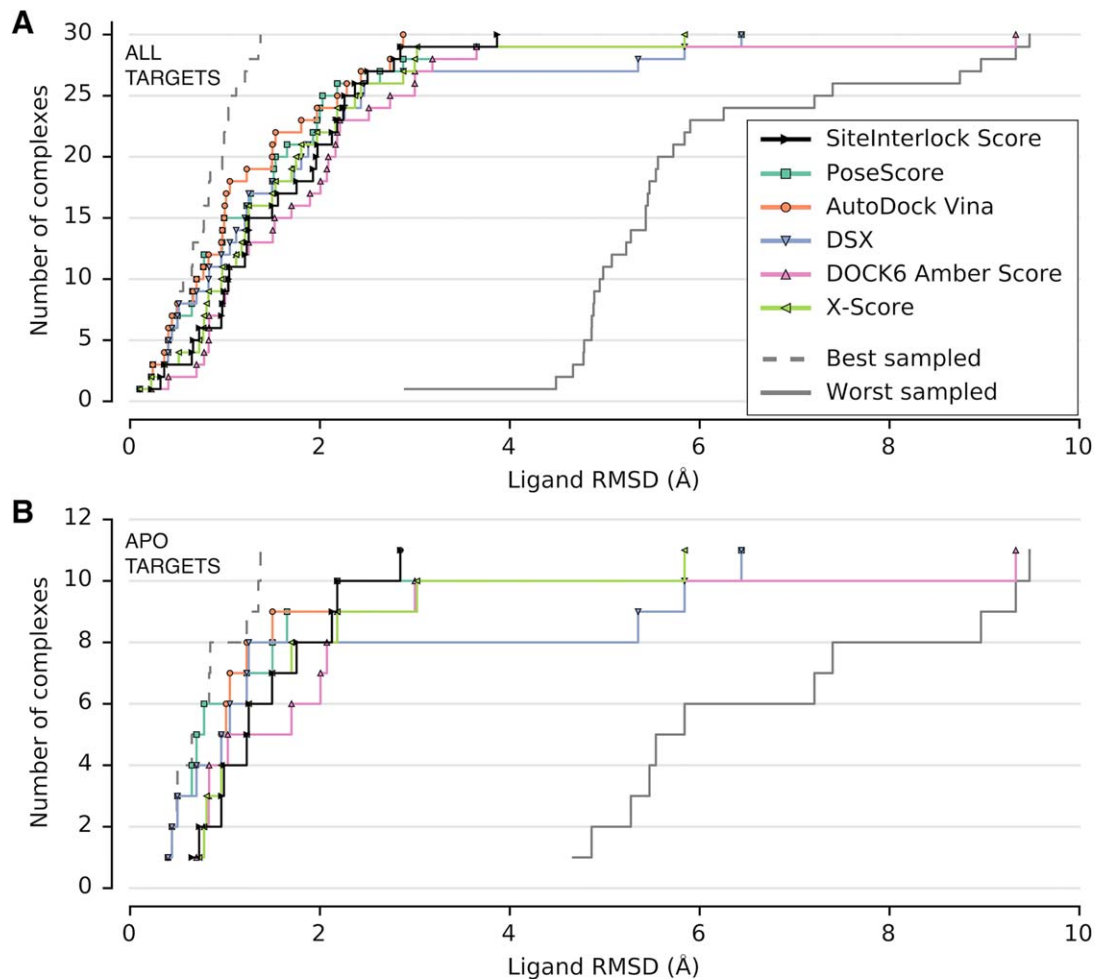 A
ALL
TARGETS
Number of complexes
30
25
20
15
10
5
0
SiteInterlock Score
PoseScore
AutoDock Vina
DSX
DOCK6 Amber Score
X-Score
Best sampled
Worst sampled
0 2 4 6 8 10
Ligand RMSD (Å)
B
APO
TARGETS
Number of complexes
12
10
8
6
4
2
0
0 2 4 6 8 10
Ligand RMSD (Å)